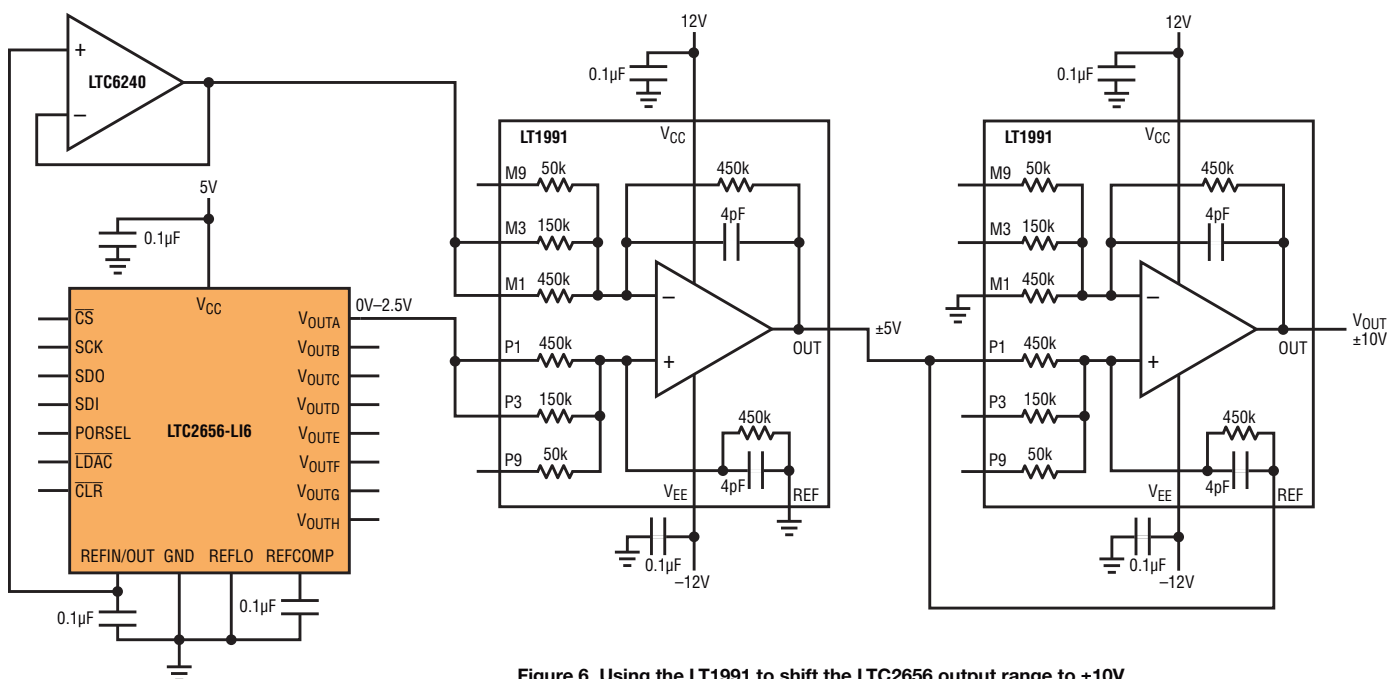 +
LTC6240
−
5V
0.1µF
VCC
CS
SCK
SDO
SDI
PORSEL
LDAC
CLR
LTC2656-LI6
VOUTA
VOUTB
VOUTC
VOUTD
VOUTE
VOUTF
VOUTG
VOUTH
0V–2.5V
REFIN/OUT GND REFLO REFCOMP
0.1µF
0.1µF
12V
0.1µF
LT1991
VCC
M9 50k
450k
4pF
M3 150k
M1 450k
−
P1 450k
+
OUT
±5V
P3 150k
450k
P9 50k
4pF
VEE
REF
0.1µF
–12V
12V
0.1µF
LT1991
VCC
M9 50k
450k
4pF
M3 150k
M1 450k
−
P1 450k
+
OUT
VOUT
±10V
P3 150k
450k
P9 50k
4pF
VEE
REF
0.1µF
–12V
Figure 6. Using the LT1991 to shift the LTC2656 output range to ±10V